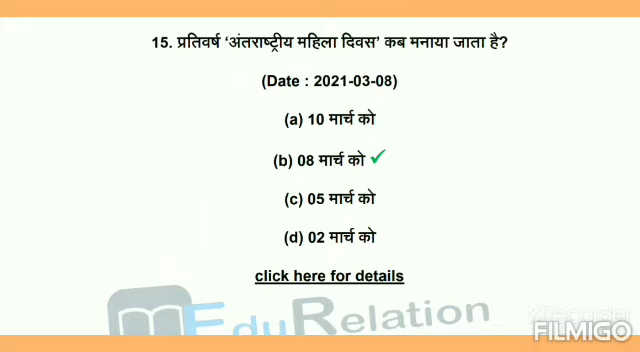 15. प्रतिवर्ष ‘अंतराष्ट्रीय महिला दिवस’ कब मनाया जाता है?
(Date : 2021-03-08)
(a) 10 मार्च को
(b) 08 मार्च को ✓
(c) 05 मार्च को
(d) 02 मार्च को
click here for details
EduRelation
XRecorder
FILMIGO